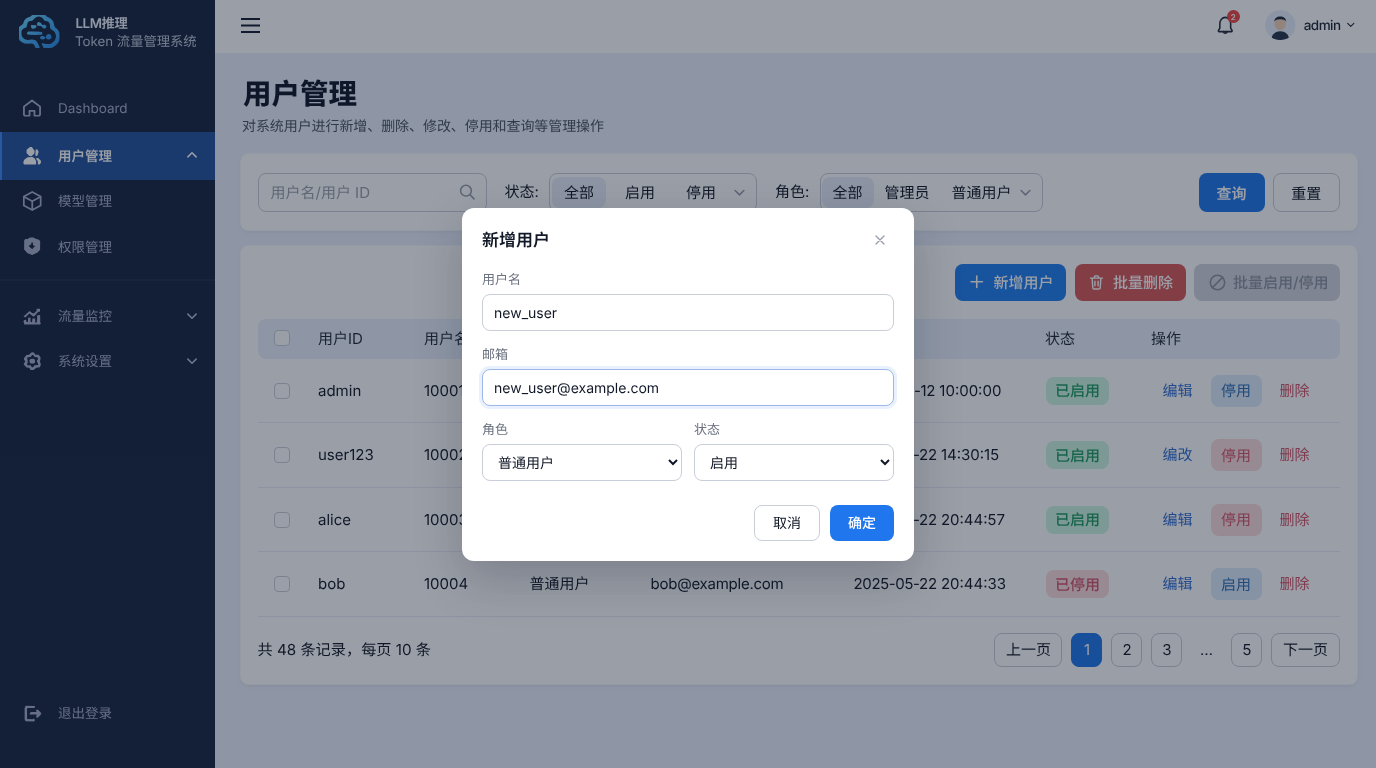 LLM推理
Token 流量管理系统
Dashboard
用户管理
模型管理
权限管理
流量监控
系统设置
退出登录
2
admin
用户管理
对系统用户进行新增、删除、修改、停用和查询等管理操作
用户名/用户 ID
状态: 全部 启用 停用
角色: 全部 管理员 普通用户
查询 重置
新增用户 批量删除 批量启用/停用
用户ID 用户名 状态 操作
admin 10001 -12 10:00:00 已启用 编辑 停用 删除
user123 10002 -22 14:30:15 已启用 编改 停用 删除
alice 10003 -22 20:44:57 已启用 编辑 停用 删除
bob 10004 普通用户 bob@example.com 2025-05-22 20:44:33 已停用 编辑 启用 删除
共 48 条记录，每页 10 条
上一页 1 2 3 ... 5 下一页
新增用户
用户名
new_user
邮箱
new_user@example.com
角色 状态
普通用户 启用
取消 确定